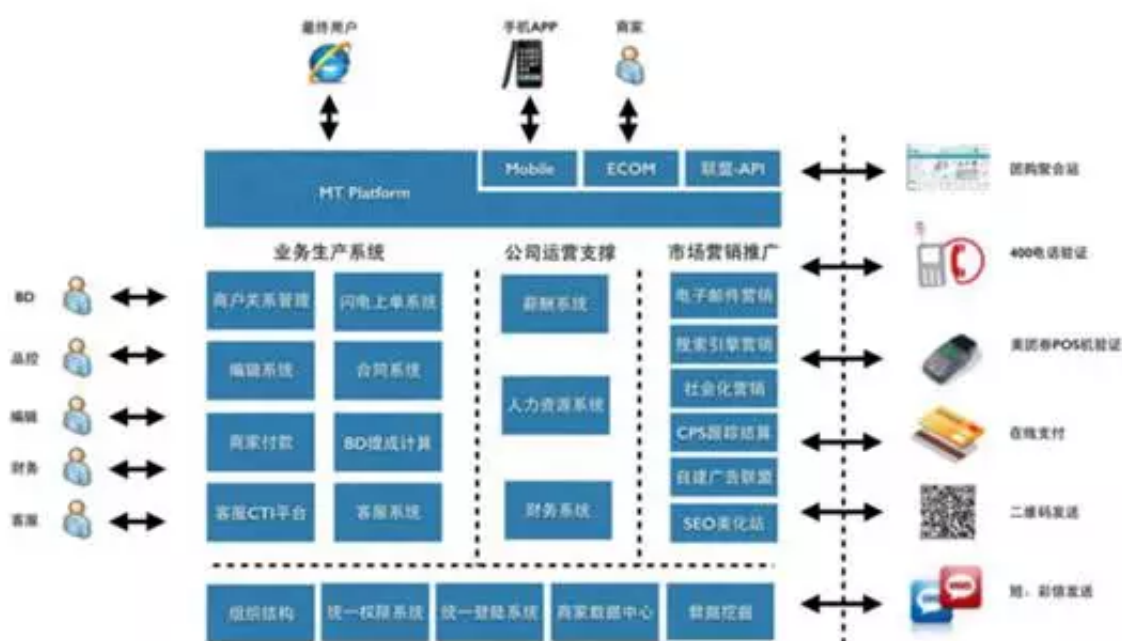 最终用户
手机APP
商家
MT Platform
Mobile
ECOM
联盟-API
团购聚合站
业务生产系统
公司运营支撑
市场营销推广
400电话验证
BD
商户关系管理
闪电上单系统
薪酬系统
电子邮件营销
品控
编辑系统
合同系统
搜索引擎营销
美团券POS机验证
人力资源系统
社会化营销
编辑
商家付款
BD提成计算
CPS跟踪结算
在线支付
财务
自建广告联盟
客服
客服CTI平台
客服系统
财务系统
SEO美化站
二维码发送
组织结构
统一权限系统
统一登陆系统
商家数据中心
数据挖掘
短、彩信发送